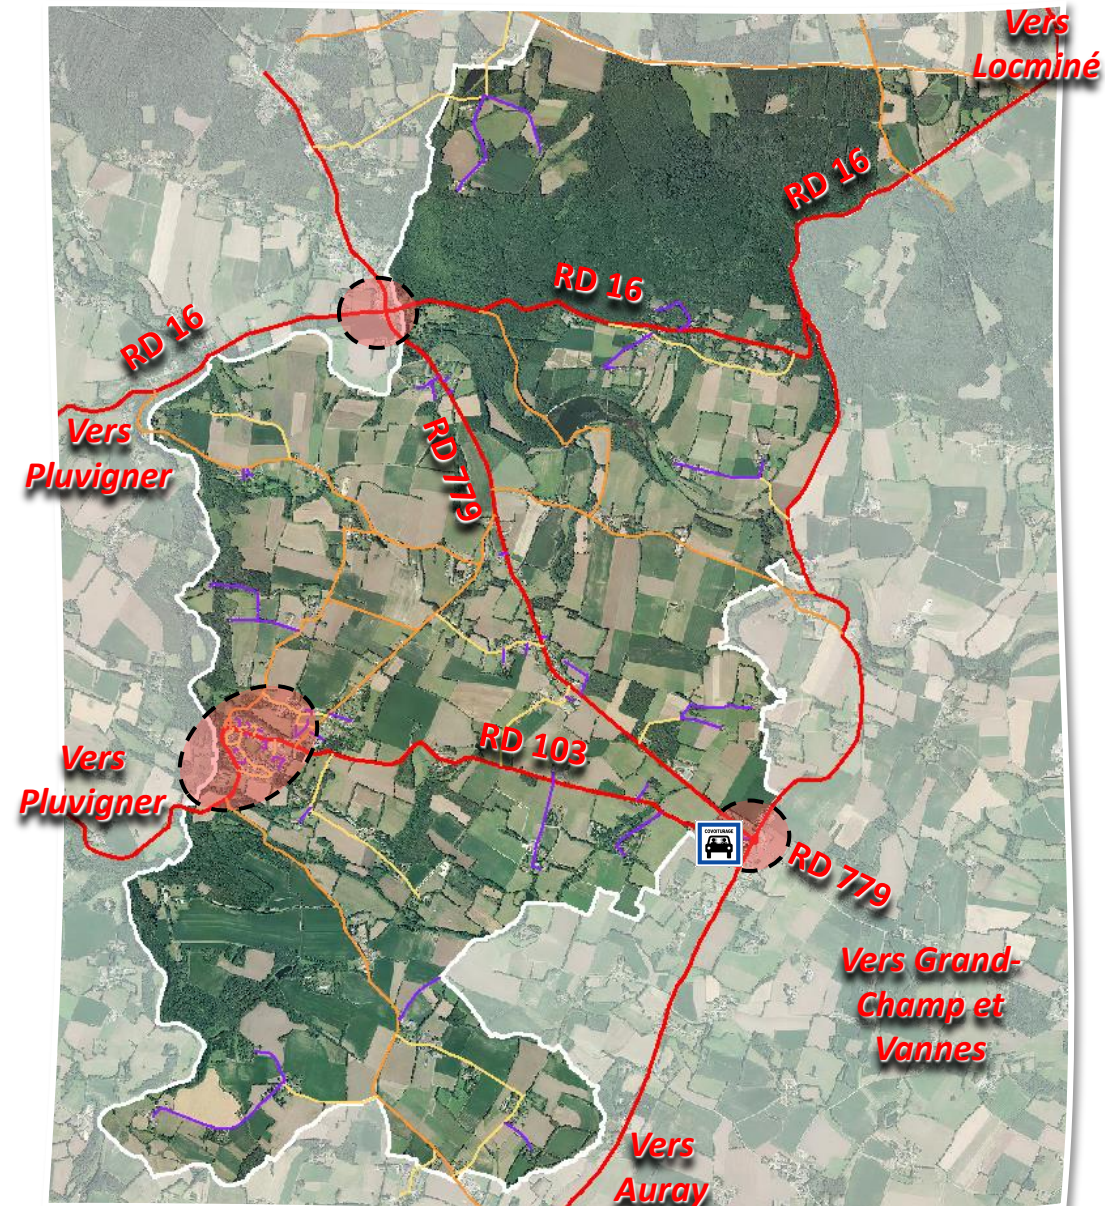 Vers
Locminé
RD 16
RD 16
RD 16
Vers
Pluvigner
RD 779
RD 103
Vers
Pluvigner
COVOITURAGE
RD 779
Vers Grand-
Champ et
Vannes
Vers
Auray